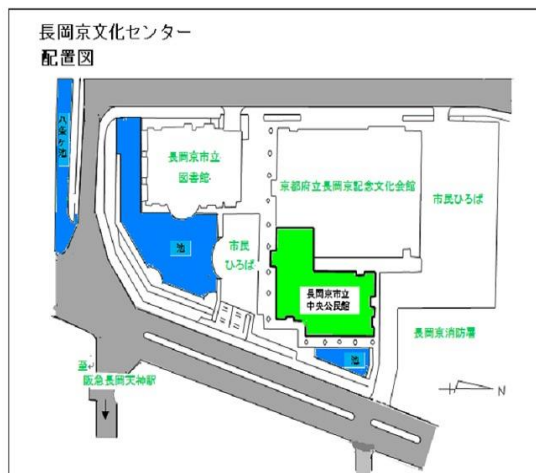 長岡京文化センター
配置図
八条ヶ池
長岡京市立
図書館
京都府立長岡京記念文化会館
市民ひろば
池
市民
ひろば
長岡京市立
中央公民館
長岡京消防署
池
至
阪急長岡天神駅
N